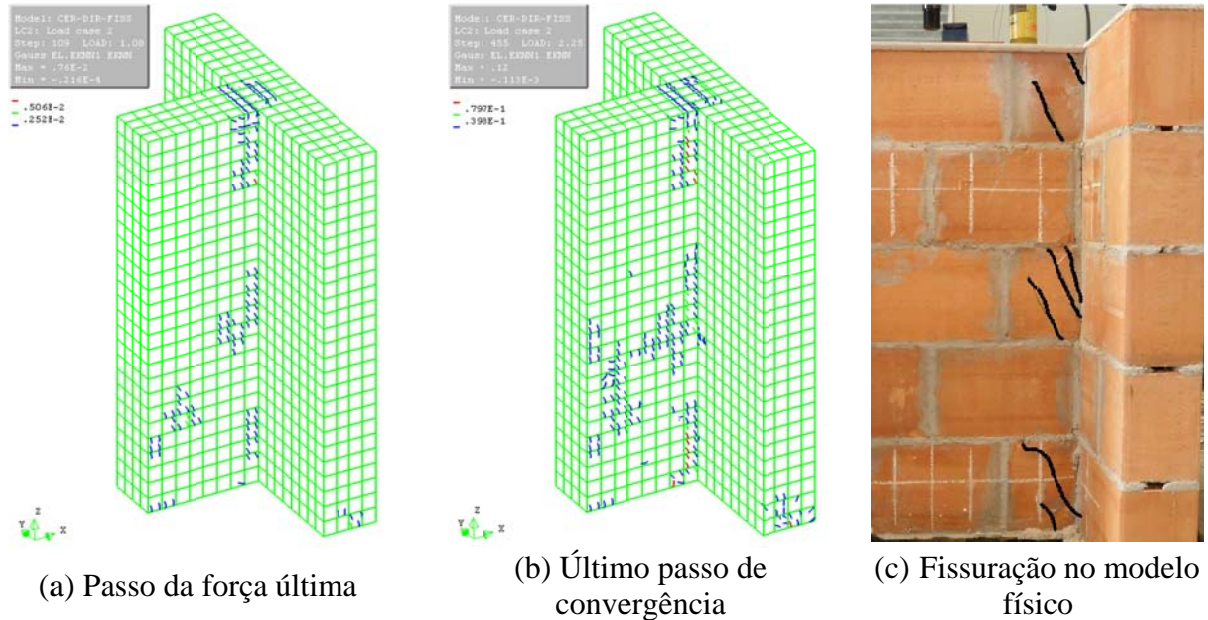 Model: CER-DIR-FISS
LC2: Load case 2
Step: 109 LOAD: 1.08
Gauss EL.EKNN1 EKNN
Max = .76E-2
Min = -.216E-4
.506E-2
.252E-2
Z
Y
X
(a) Passo da força última
Model: CER-DIR-FISS
LC2: Load case 2
Step: 455 LOAD: 2.25
Gauss EL.EKNN1 EKNN
Max = .12
Min = -.113E-3
.797E-1
.398E-1
Z
Y
X
(b) Último passo de
convergência
(c) Fissuração no modelo
físico